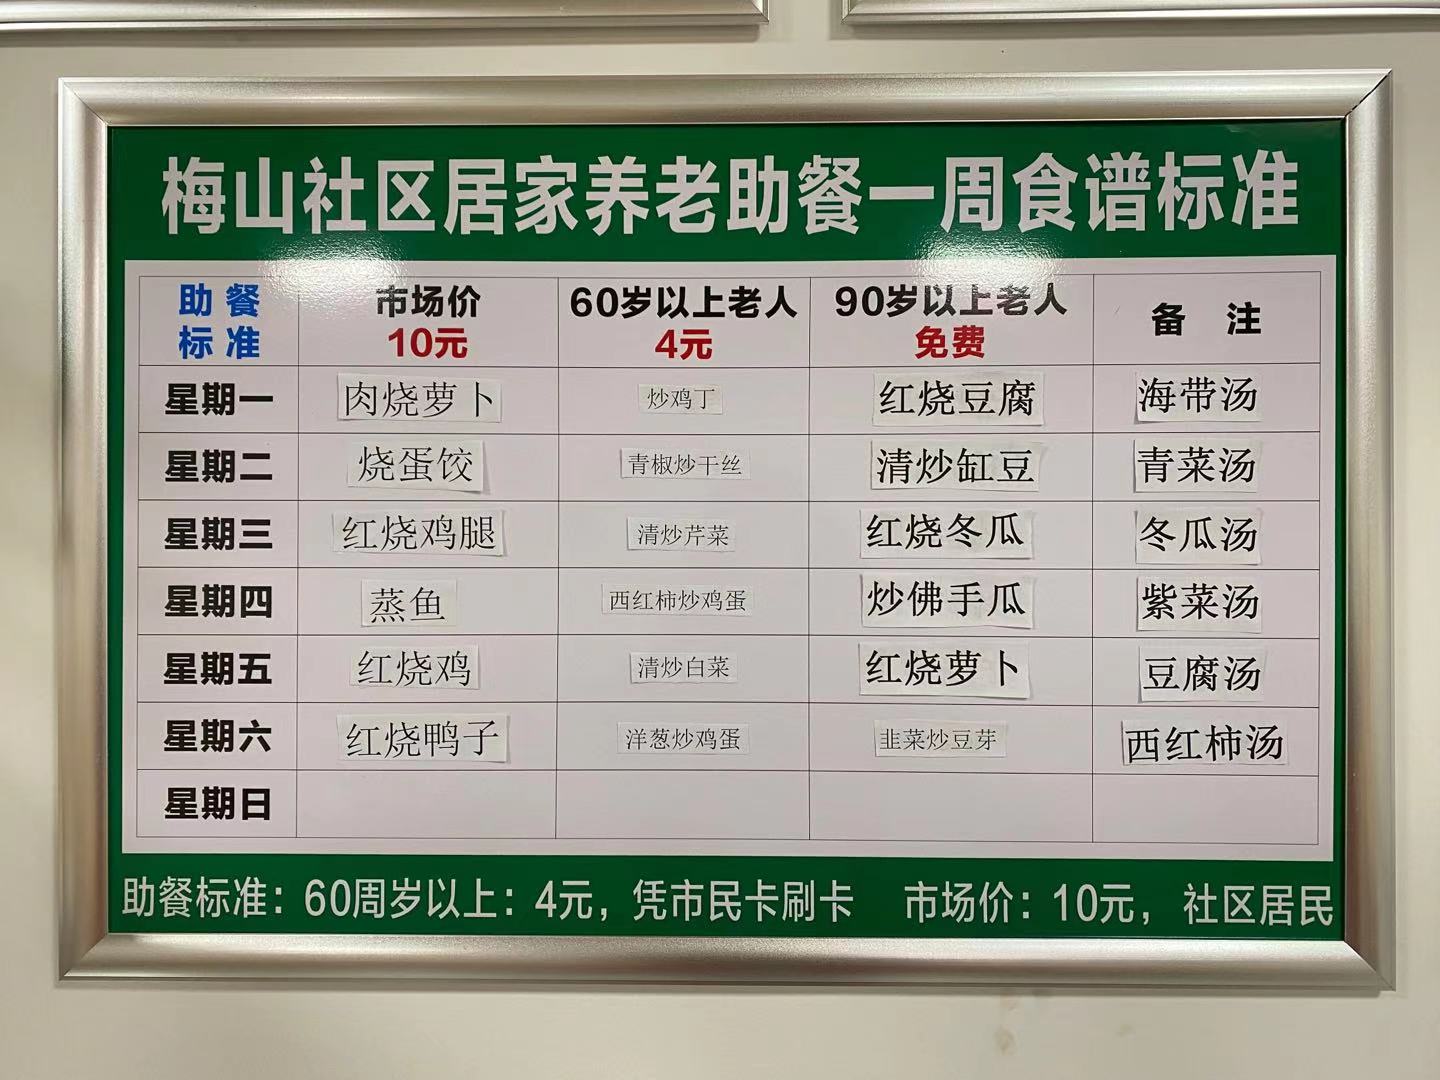 梅山社区居家养老助餐一周食谱标准
助餐标准 市场价 10元 60岁以上老人 4元 90岁以上老人 免费 备 注
星期一 肉烧萝卜 炒鸡丁 红烧豆腐 海带汤
星期二 烧蛋饺 青椒炒干丝 清炒缸豆 青菜汤
星期三 红烧鸡腿 清炒芹菜 红烧冬瓜 冬瓜汤
星期四 蒸鱼 西红柿炒鸡蛋 炒佛手瓜 紫菜汤
星期五 红烧鸡 清炒白菜 红烧萝卜 豆腐汤
星期六 红烧鸭子 洋葱炒鸡蛋 韭菜炒豆芽 西红柿汤
星期日
助餐标准：60周岁以上：4元，凭市民卡刷卡 市场价：10元，社区居民